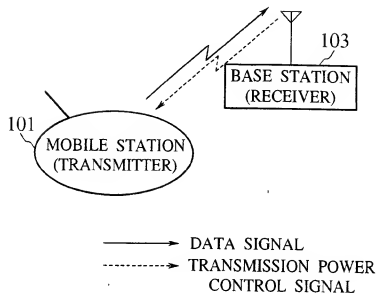 103
BASE STATION
(RECEIVER)
101
MOBILE STATION
(TRANSMITTER)
DATA SIGNAL
TRANSMISSION POWER
CONTROL SIGNAL